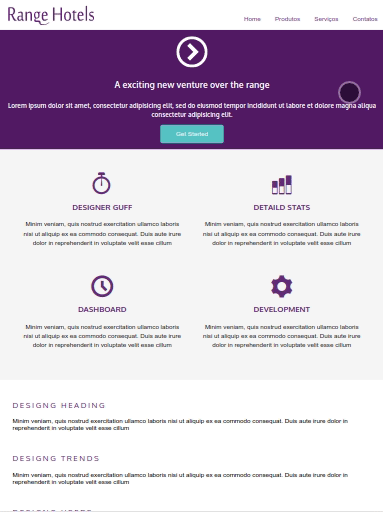 Range Hotels
Home Produtos Serviços Contatos
A exciting new venture over the range
Lorem ipsum dolor sit amet, consectetur adipisicing elit, sed do eiusmod tempor incididunt ut labore et dolore magna aliqua
consectetur adipisicing elit.
Get Started
DESIGNER GUFF
Minim veniam, quis nostrud exercitation ullamco laboris
nisi ut aliquip ex ea commodo consequat. Duis aute irure
dolor in reprehenderit in voluptate velit esse cillum
DETAILD STATS
Minim veniam, quis nostrud exercitation ullamco laboris
nisi ut aliquip ex ea commodo consequat. Duis aute irure
dolor in reprehenderit in voluptate velit esse cillum
DASHBOARD
Minim veniam, quis nostrud exercitation ullamco laboris
nisi ut aliquip ex ea commodo consequat. Duis aute irure
dolor in reprehenderit in voluptate velit esse cillum
DEVELOPMENT
Minim veniam, quis nostrud exercitation ullamco laboris
nisi ut aliquip ex ea commodo consequat. Duis aute irure
dolor in reprehenderit in voluptate velit esse cillum
DESIGNG HEADING
Minim veniam, quis nostrud exercitation ullamco laboris nisi ut aliquip ex ea commodo consequat. Duis aute irure dolor in
reprehenderit in voluptate velit esse cillum
DESIGNG TRENDS
Minim veniam, quis nostrud exercitation ullamco laboris nisi ut aliquip ex ea commodo consequat. Duis aute irure dolor in
reprehenderit in voluptate velit esse cillum